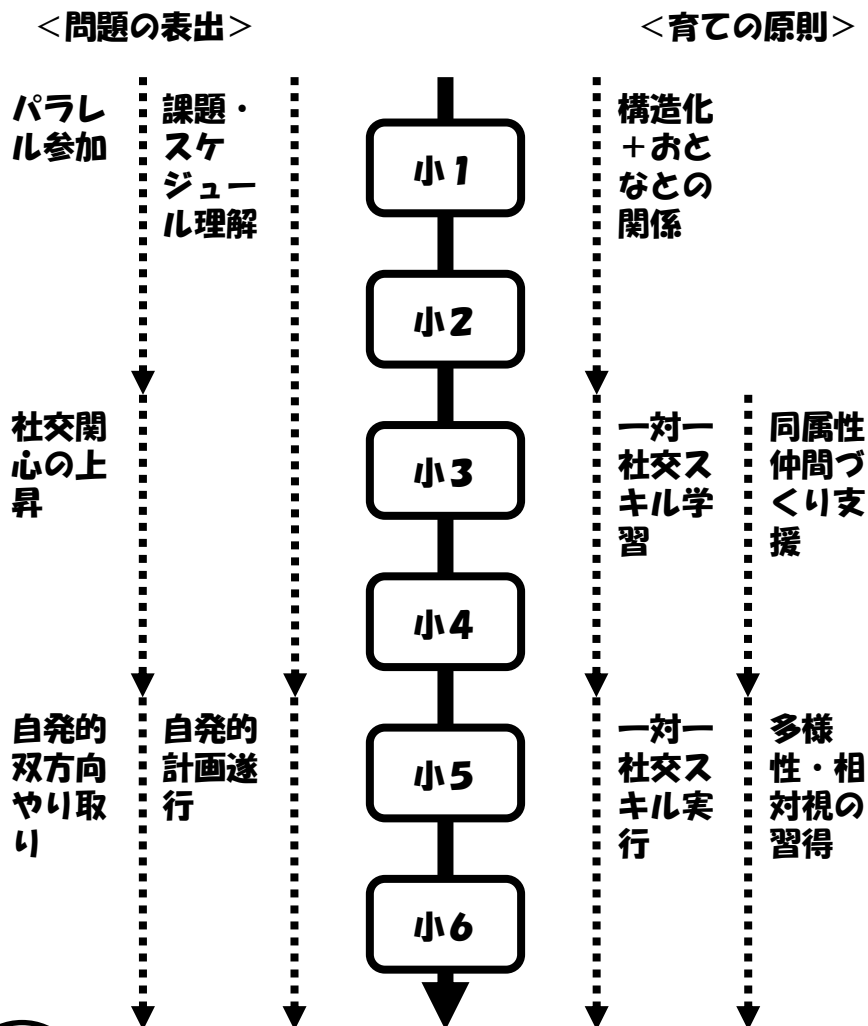 ＜問題の表出＞
＜育ての原則＞
パラレ
ル参加
課題・
スケ
ジュー
ル理解
小1
構造化
＋おと
なとの
関係
小2
社交関
心の上
昇
小3
一対一
社交ス
キル学
習
同属性
仲間づ
くり支
援
小4
自発的
双方向
やり取
り
自発的
計画遂
行
小5
一対一
社交ス
キル実
行
多様
性・相
対視の
習得
小6